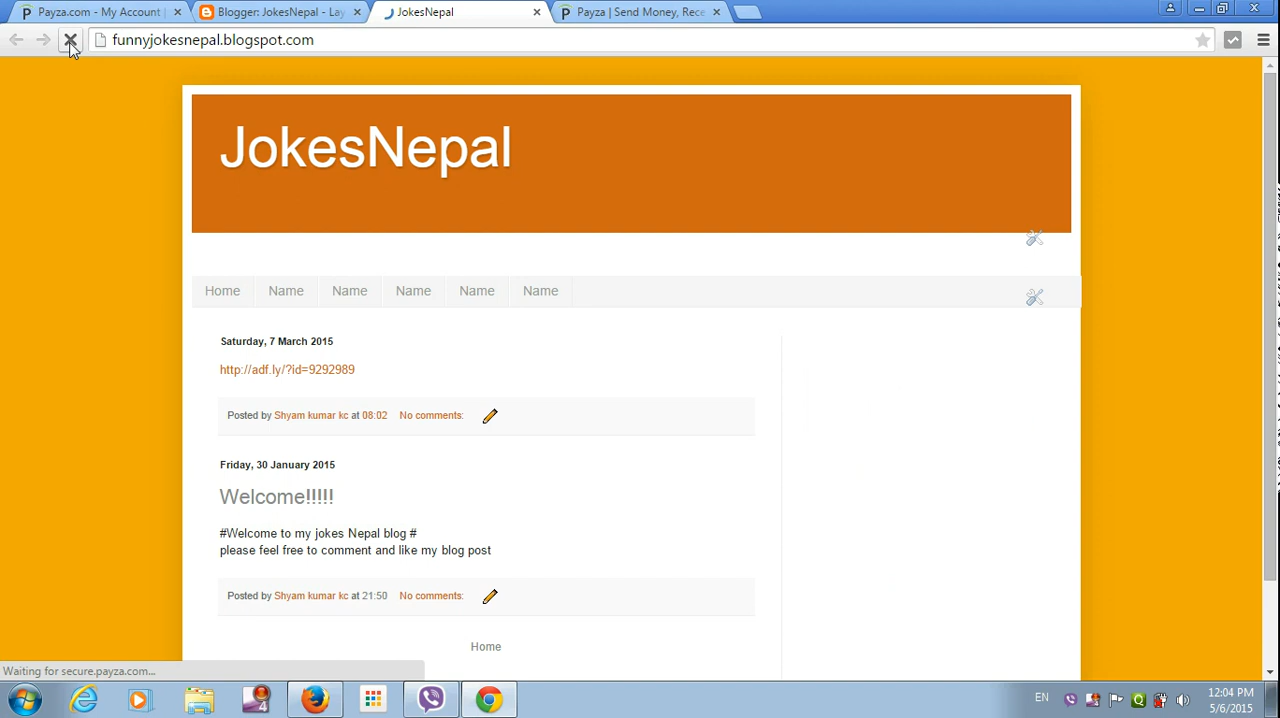 Payza.com - My Account
Blogger: JokesNepal - Lay
JokesNepal
Payza | Send Money, Rece
funnyjokesnepal.blogspot.com
JokesNepal
Home Name Name Name Name Name
Saturday, 7 March 2015
http://adf.ly/?id=9292989
Posted by Shyam kumar kc at 08:02 No comments:
Friday, 30 January 2015
Welcome!!!!!
#Welcome to my jokes Nepal blog #
please feel free to comment and like my blog post
Posted by Shyam kumar kc at 21:50 No comments:
Home
Waiting for secure.payza.com...
EN
12:04 PM
5/6/2015